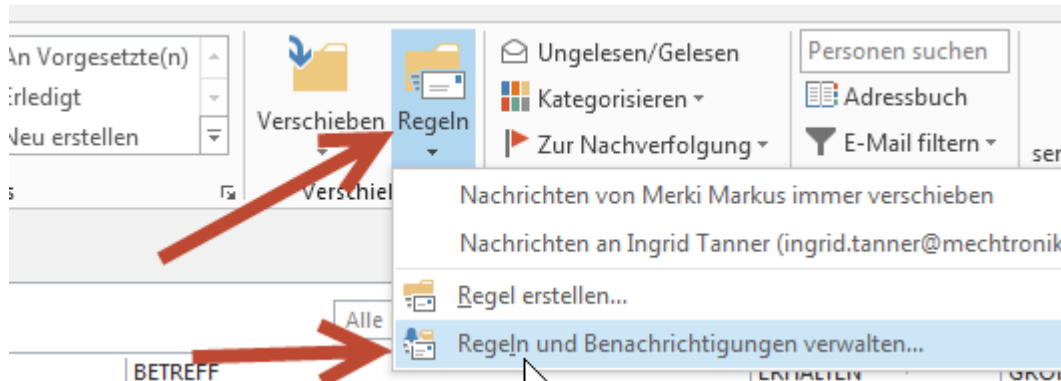 An Vorgesetzte(n)
Erledigt
Neu erstellen
Verschieben
Regeln
Ungelesen/Gelesen
Kategorisieren
Zur Nachverfolgung
Personen suchen
Adressbuch
E-Mail filtern
Nachrichten von Merki Markus immer verschieben
Nachrichten an Ingrid Tanner (ingrid.tanner@mechtronik
Regel erstellen...
Regeln und Benachrichtigungen verwalten...
Alle
BETREFF
ERHALTEN